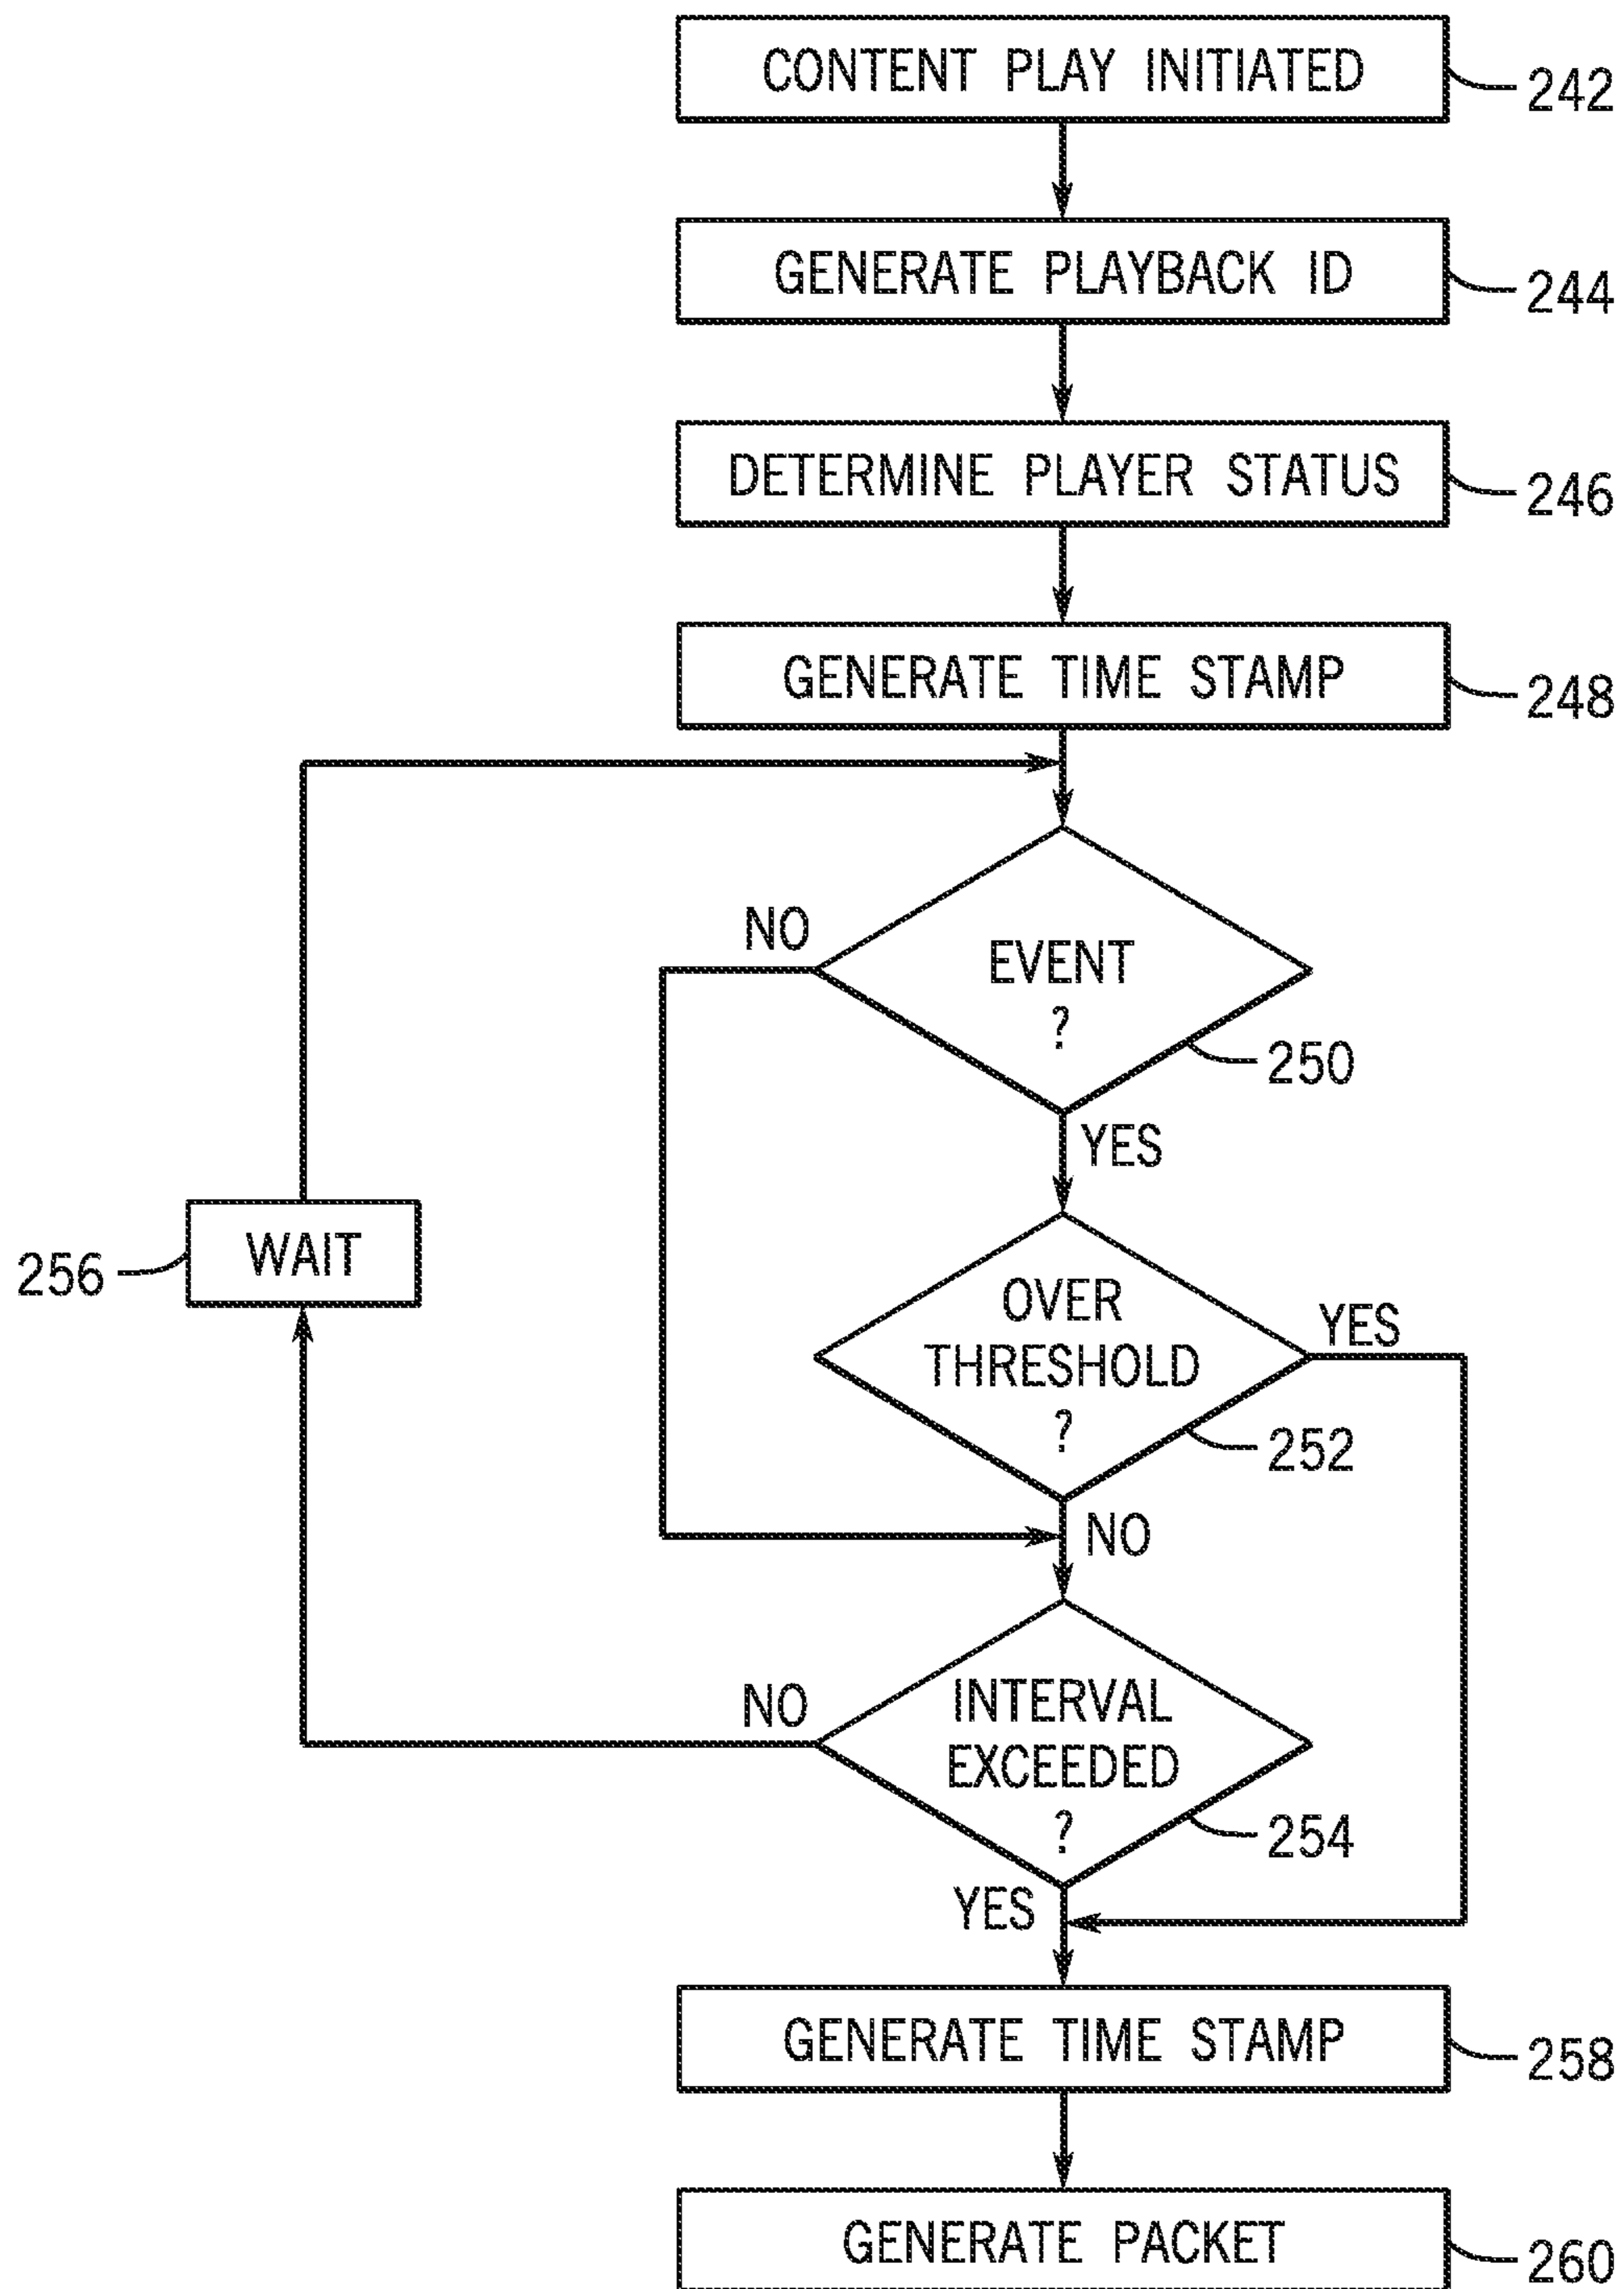 CONTENT PLAY INITIATED
242
GENERATE PLAYBACK ID
244
DETERMINE PLAYER STATUS
246
GENERATE TIME STAMP
248
NO
EVENT
?
250
YES
256
WAIT
OVER
THRESHOLD
?
YES
252
NO
NO
INTERVAL
EXCEEDED
?
254
YES
GENERATE TIME STAMP
258
GENERATE PACKET
260